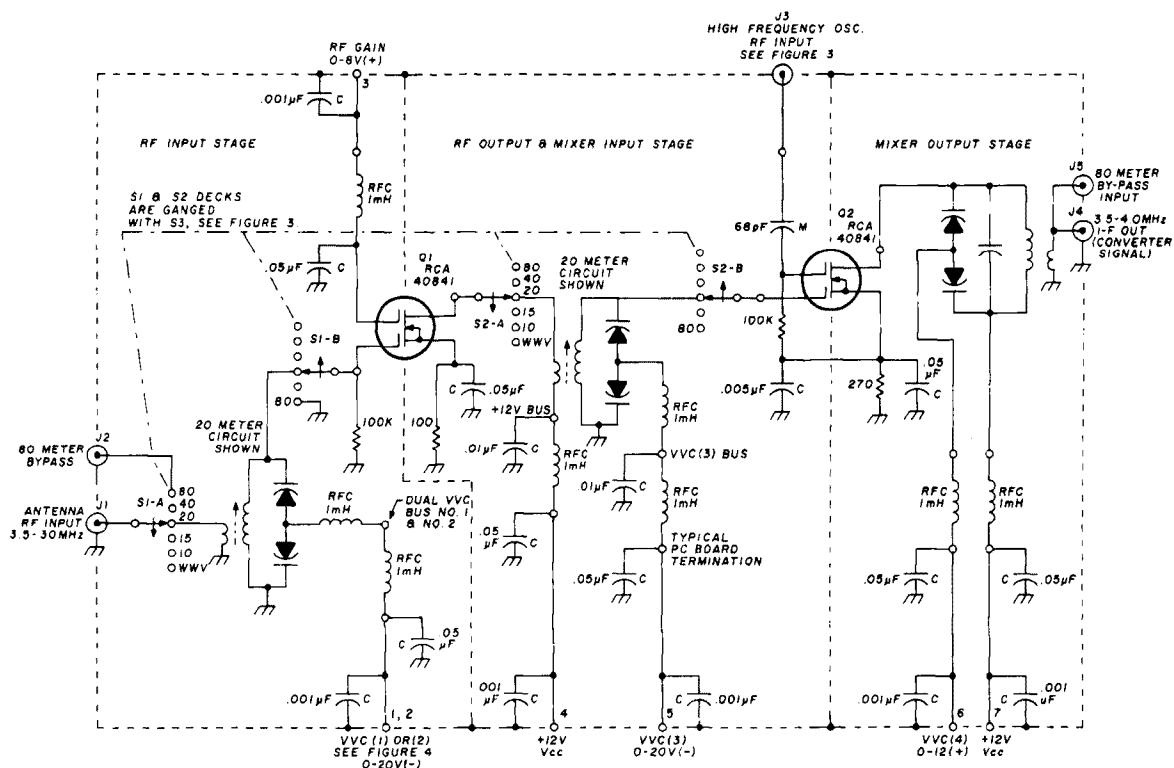 J3
HIGH FREQUENCY OSC.
RF INPUT
SEE FIGURE 3
RF GAIN
0-8V(+)
3
.001µF
C
RF INPUT STAGE
RF OUTPUT & MIXER INPUT STAGE
MIXER OUTPUT STAGE
J5
80 METER
BY-PASS
INPUT
J4
3.5-4.0MHz
I-F OUT
(CONVERTER
SIGNAL)
S1 & S2 DECKS
ARE GANGED
WITH S3, SEE FIGURE 3.
RFC
1mH
.05µF
C
Q1
RCA
40841
80
40
20
15
10
WWV
S2-A
20 METER
CIRCUIT
SHOWN
S2-B
80
68pF
M
Q2
RCA
40841
100K
.005µF
C
270
C
.05
µF
S1-B
80
100K
100
C
.05µF
+12V BUS
.01µF
C
RFC
1mH
RFC
1mH
VVC(3) BUS
.01µF
C
RFC
1mH
TYPICAL
PC BOARD
TERMINATION
20 METER
CIRCUIT
SHOWN
J2
80 METER
BYPASS
J1
ANTENNA
RF INPUT
3.5-30MHz
S1-A
80
40
20
15
10
WWV
RFC
1mH
DUAL VVC
BUS NO. 1
& NO. 2
RFC
1mH
C
.05
µF
.05
µF
C
.05µF
C
RFC
1mH
RFC
1mH
.05µF
C
C
.05µF
.001µF
C
1, 2
VVC (1) OR(2)
SEE FIGURE 4
0-20V(-)
.001
µF
C
4
+12V
Vcc
C
.001µF
5
VVC(3)
0-20V(-)
.001µF
C
6
VVC(4)
0-12(+)
C
.001
µF
7
+12V
Vcc